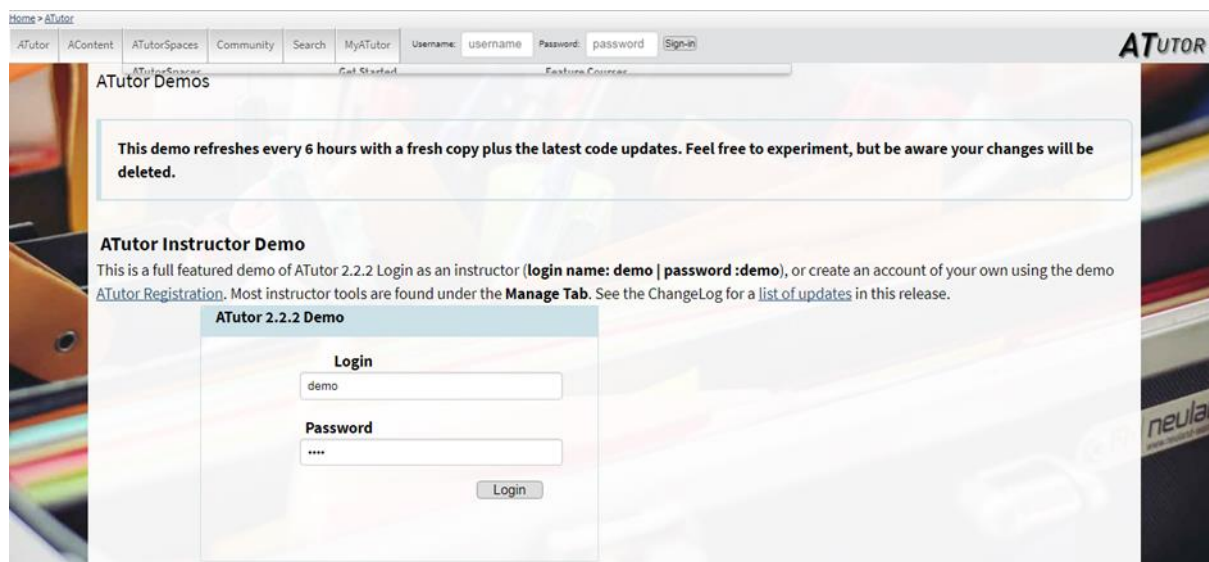 Home > ATutor
ATutor AContent ATutorSpaces Community Search MyATutor Username: username Password: password Sign-in ATUTOR
ATutorSpaces Get Started Feature Courses
ATutor Demos
This demo refreshes every 6 hours with a fresh copy plus the latest code updates. Feel free to experiment, but be aware your changes will be
deleted.
ATutor Instructor Demo
This is a full featured demo of ATutor 2.2.2 Login as an instructor (login name: demo | password :demo), or create an account of your own using the demo
ATutor Registration. Most instructor tools are found under the Manage Tab. See the ChangeLog for a list of updates in this release.
ATutor 2.2.2 Demo
Login
demo
Password
••••
Login
neula